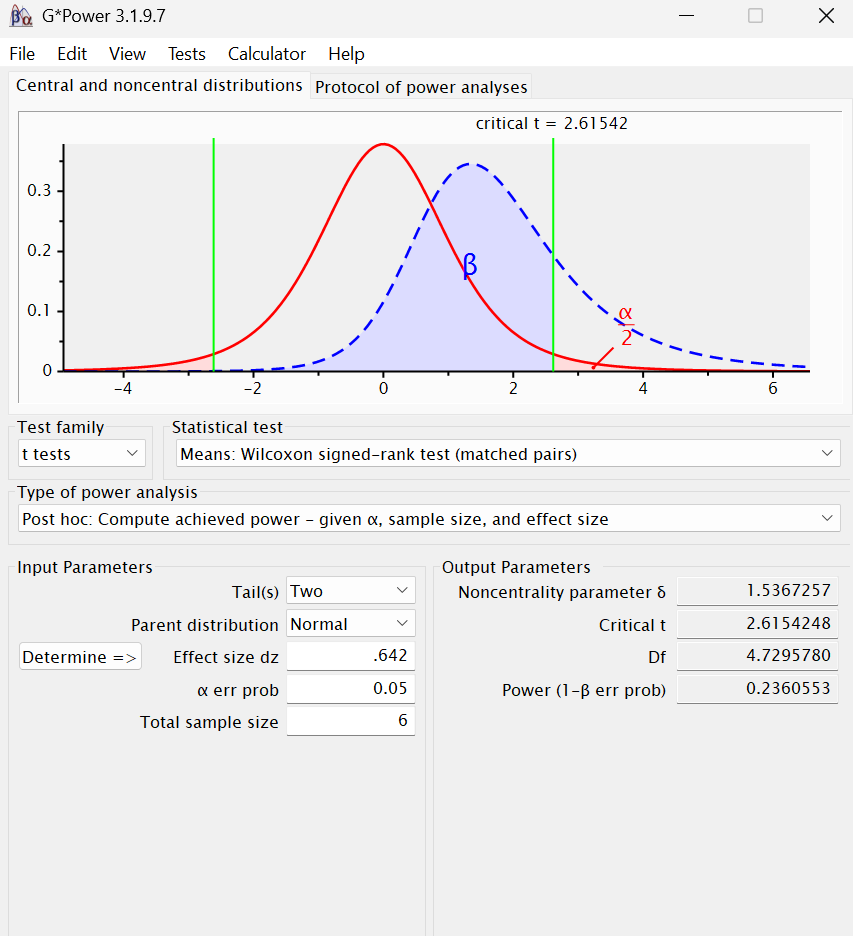 βα G*Power 3.1.9.7
File Edit View Tests Calculator Help
Central and noncentral distributions Protocol of power analyses
critical t = 2.61542
0.3
0.2
0.1
0
β
α
2
−4 −2 0 2 4 6
Test family Statistical test
t tests Means: Wilcoxon signed-rank test (matched pairs)
Type of power analysis
Post hoc: Compute achieved power – given α, sample size, and effect size
Input Parameters Output Parameters
Tail(s) Two Noncentrality parameter δ 1.5367257
Parent distribution Normal Critical t 2.6154248
Determine => Effect size dz .642 Df 4.7295780
α err prob 0.05 Power (1–β err prob) 0.2360553
Total sample size 6